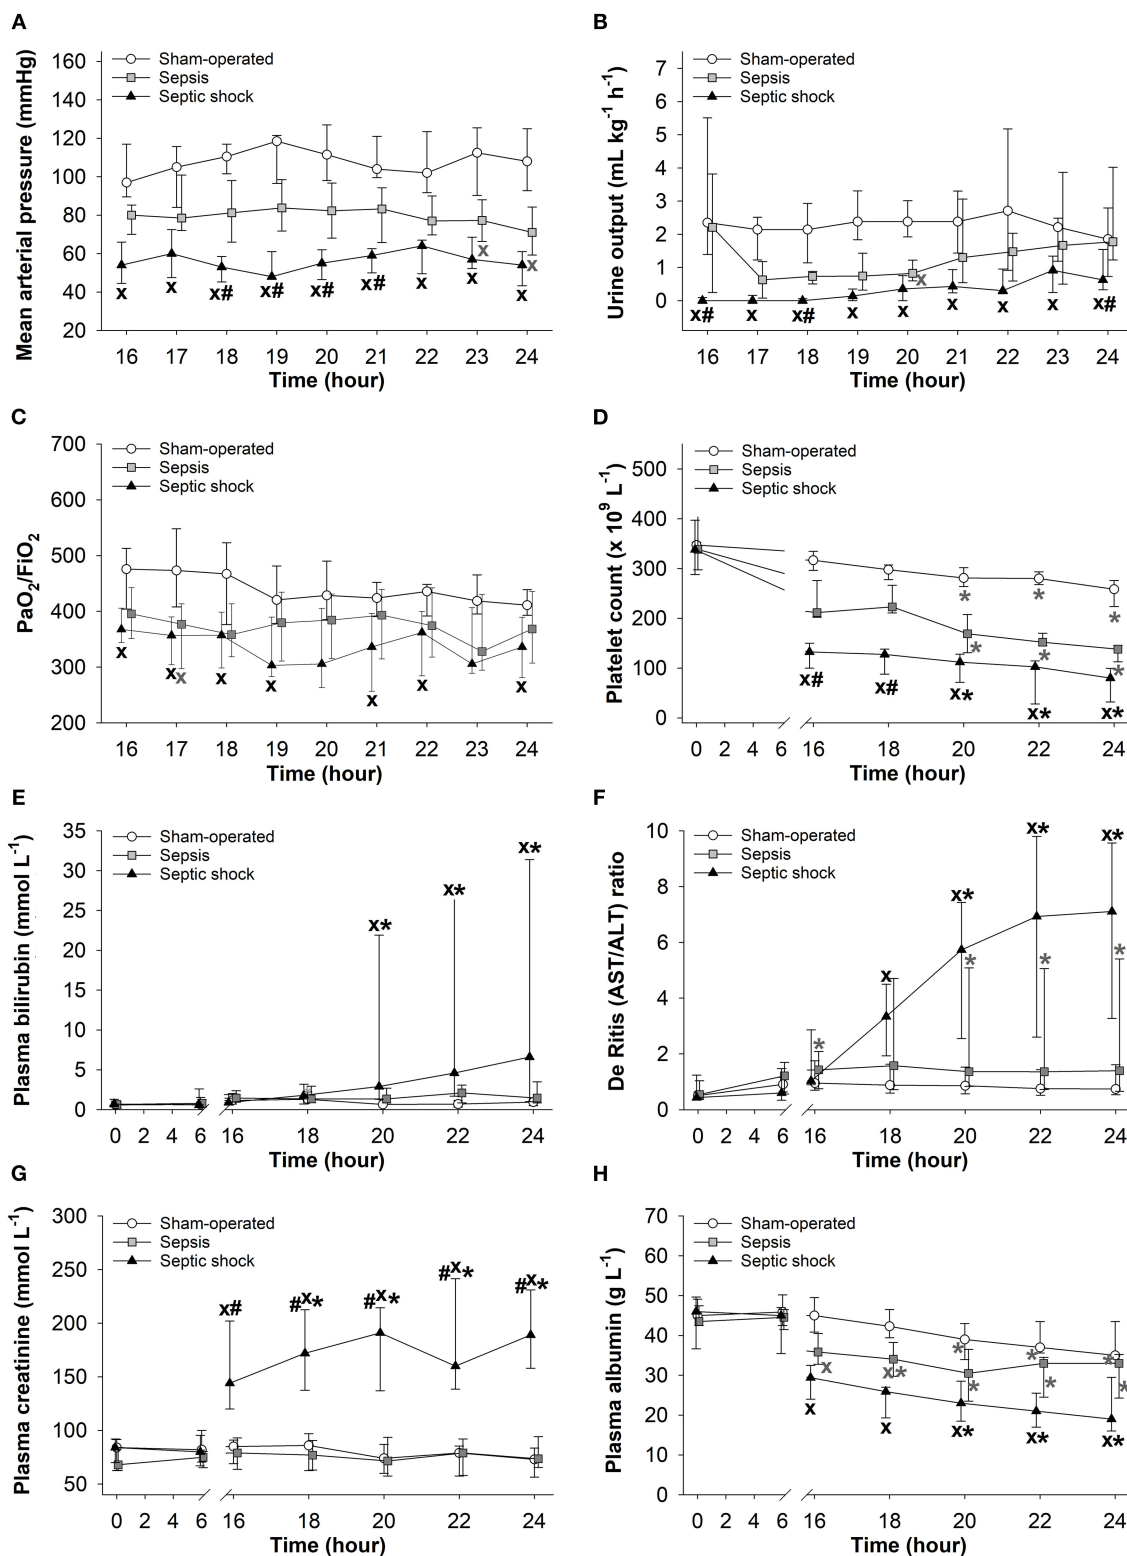 A
Mean arterial pressure (mmHg)
160
140
120
100
80
60
40
20
Sham-operated
Sepsis
Septic shock
x x x# x# x# x# x x x
x x
16 17 18 19 20 21 22 23 24
Time (hour)
B
Urine output (mL kg⁻¹ h⁻¹)
7
6
5
4
3
2
1
0
Sham-operated
Sepsis
Septic shock
x
x# x x# x x x x x x#
16 17 18 19 20 21 22 23 24
Time (hour)
C
PaO₂/FiO₂
700
600
500
400
300
200
Sham-operated
Sepsis
Septic shock
x x x x x x x x
16 17 18 19 20 21 22 23 24
Time (hour)
D
Platelet count (x 10⁹ L⁻¹)
500
400
300
200
100
0
Sham-operated
Sepsis
Septic shock
* * *
* * *
x# x# x* x* x*
0 2 4 6 16 18 20 22 24
Time (hour)
E
Plasma bilirubin (mmol L⁻¹)
35
30
25
20
15
10
5
0
Sham-operated
Sepsis
Septic shock
x* x* x*
0 2 4 6 16 18 20 22 24
Time (hour)
F
De Ritis (AST/ALT) ratio
10
8
6
4
2
0
Sham-operated
Sepsis
Septic shock
x x* x* x*
* * * *
0 2 4 6 16 18 20 22 24
Time (hour)
G
Plasma creatinine (mmol L⁻¹)
300
250
200
150
100
50
Sham-operated
Sepsis
Septic shock
x# #x* #x* #x* #x*
0 2 4 6 16 18 20 22 24
Time (hour)
H
Plasma albumin (g L⁻¹)
70
60
50
40
30
20
10
0
Sham-operated
Sepsis
Septic shock
* * *
x x* * * *
x x x* x* x*
0 2 4 6 16 18 20 22 24
Time (hour)